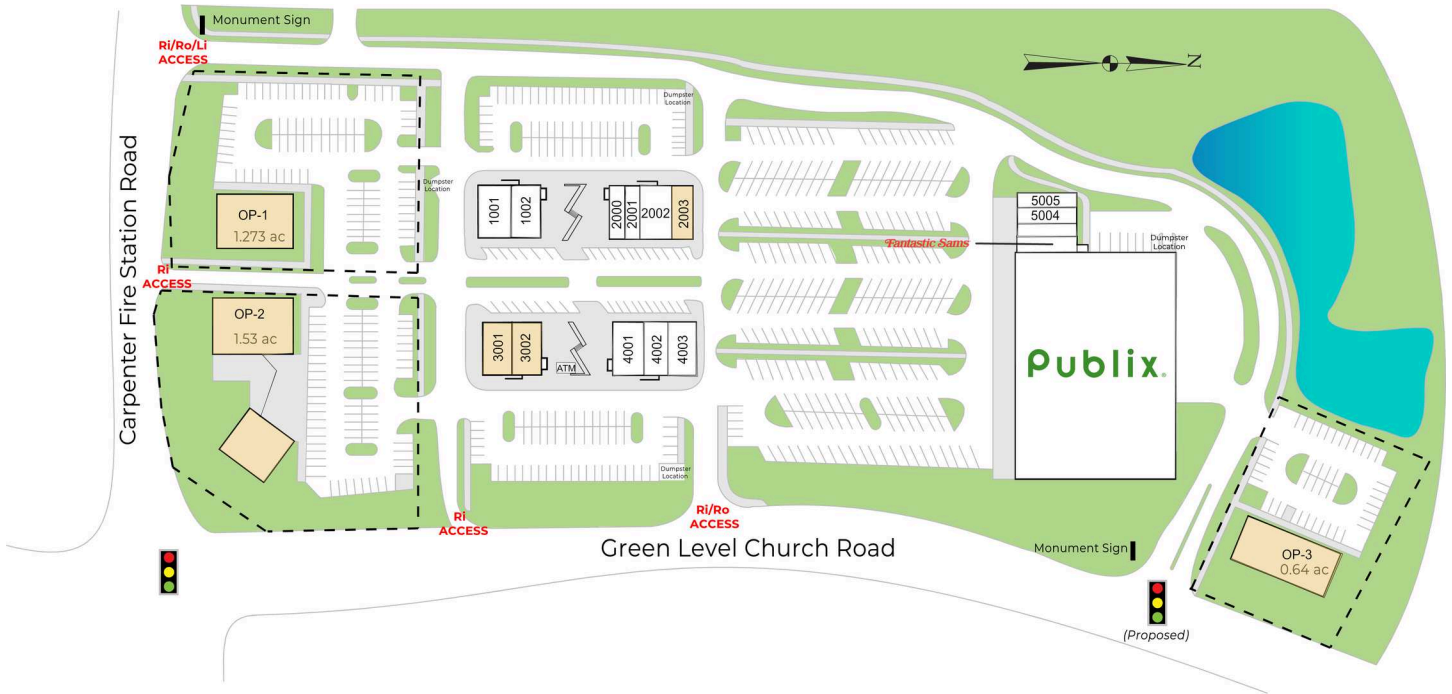 Monument Sign
Ri/Ro/Li
ACCESS
N
Dumpster
Location
Carpenter Fire Station Road
Dumpster
Location
OP-1
1.273 ac
1001
1002
2000
2001
2002
2003
5005
5004
Fantastic Sams
Dumpster
Location
Ri
ACCESS
OP-2
1.53 ac
3001
3002
ATM
4001
4002
4003
Publix.
Dumpster
Location
Ri
ACCESS
Ri/Ro
ACCESS
Green Level Church Road
Monument Sign
OP-3
0.64 ac
(Proposed)